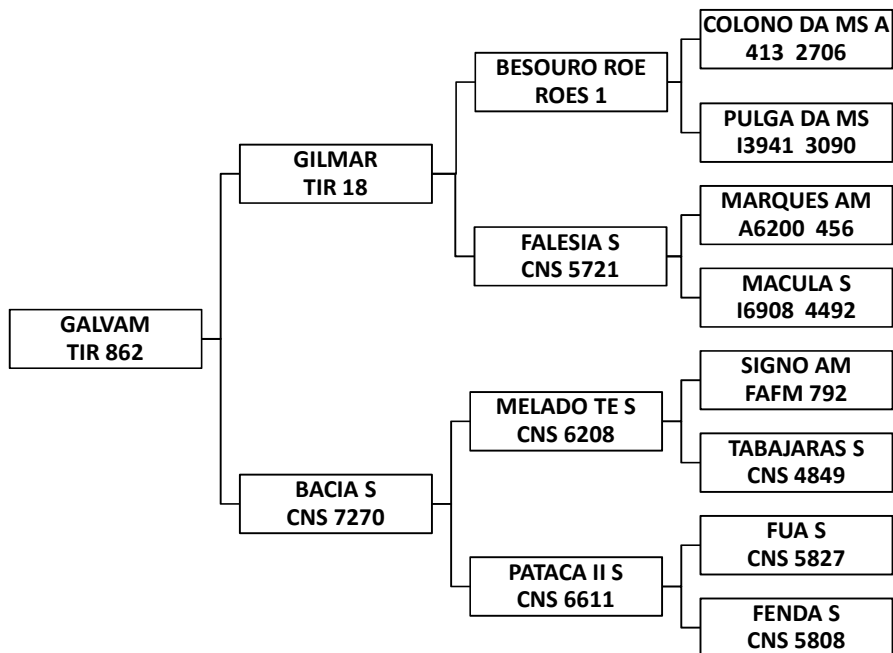 COLONO DA MS A
413 2706
BESOURO ROE
ROES 1
PULGA DA MS
I3941 3090
GILMAR
TIR 18
MARQUES AM
A6200 456
FALESIA S
CNS 5721
MACULA S
I6908 4492
GALVAM
TIR 862
SIGNO AM
FAFM 792
MELADO TE S
CNS 6208
TABAJARAS S
CNS 4849
BACIA S
CNS 7270
FUA S
CNS 5827
PATACA II S
CNS 6611
FENDA S
CNS 5808